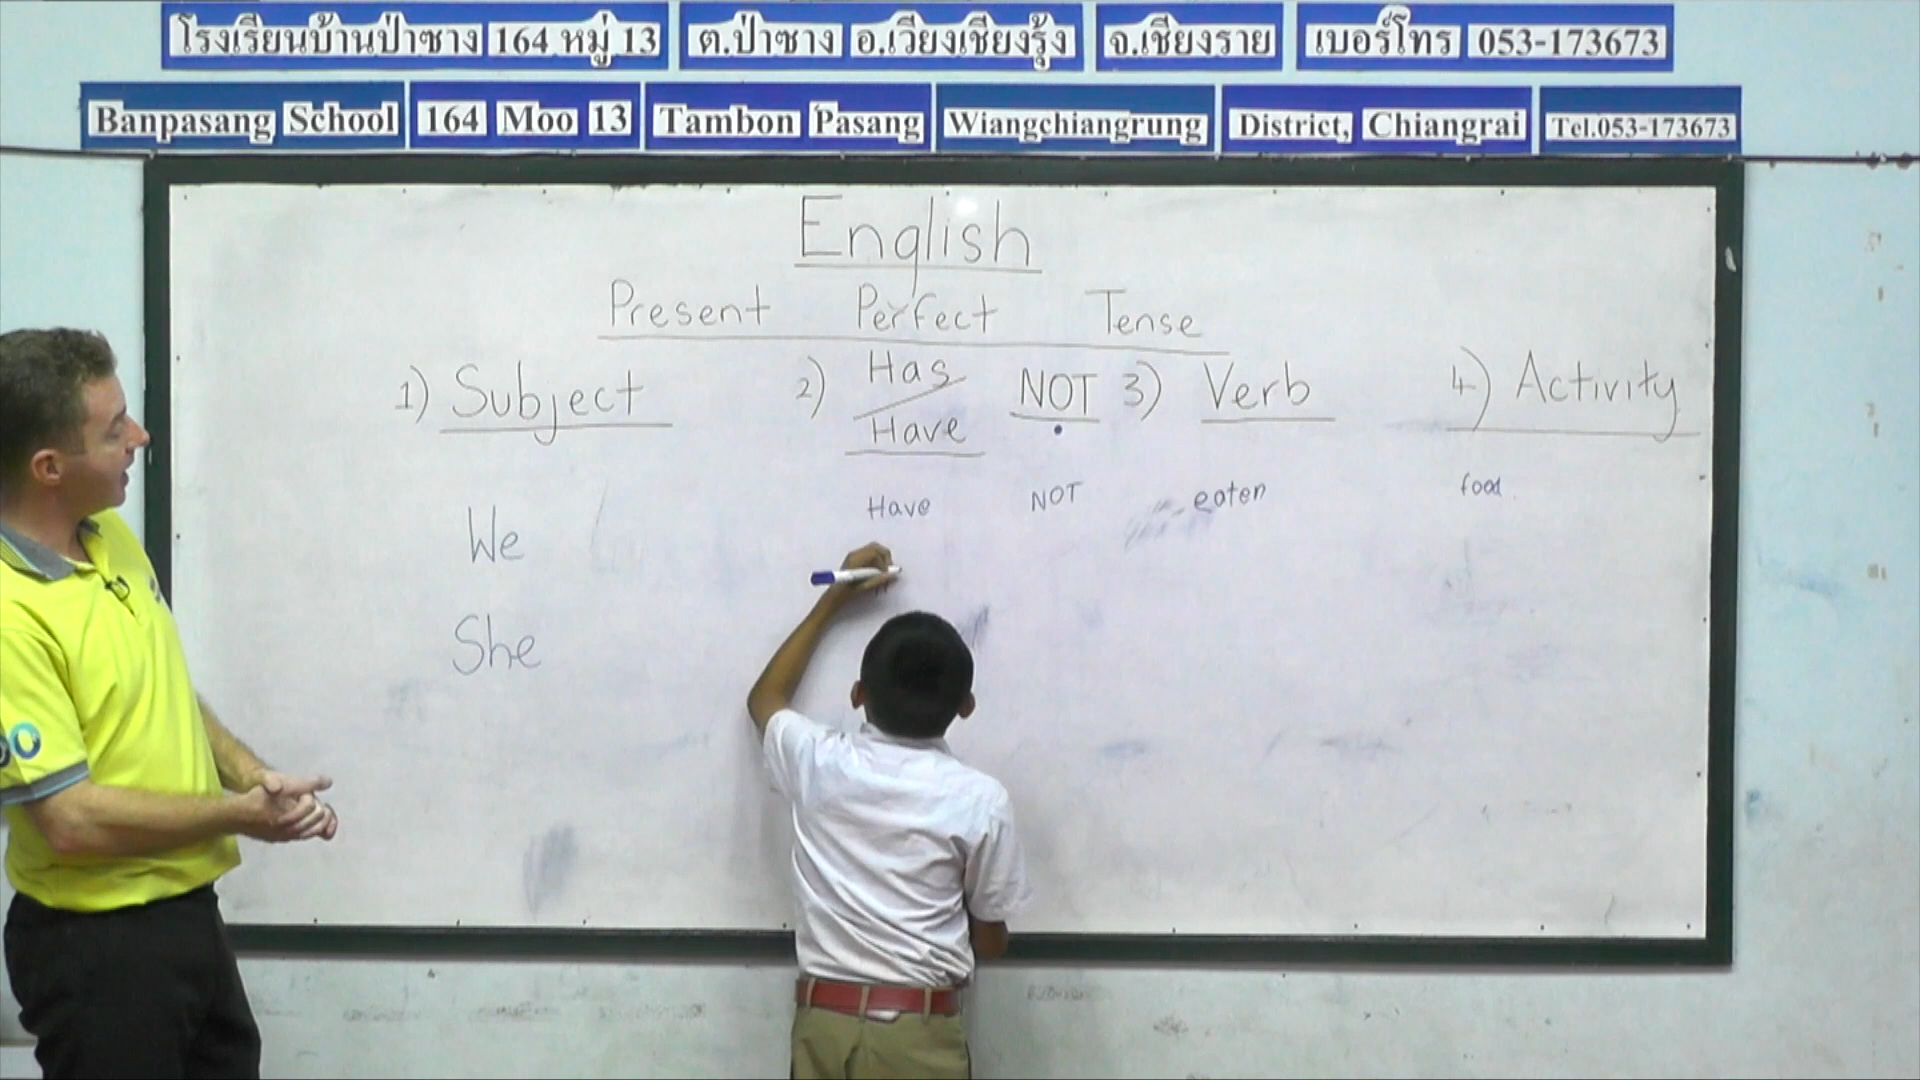 โรงเรียนบ้านป่าซาง 164 หมู่ 13 ต.ป่าซาง อ.เวียงเชียงรุ้ง จ.เชียงราย เบอร์โทร 053-173673
Banpasang School 164 Moo 13 Tambon Pasang Wiangchiangrung District, Chiangrai Tel.053-173673
English
Present Perfect Tense
1) Subject 2) Has/Have NOT 3) Verb 4) Activity
Have NOT eaten food
We
She